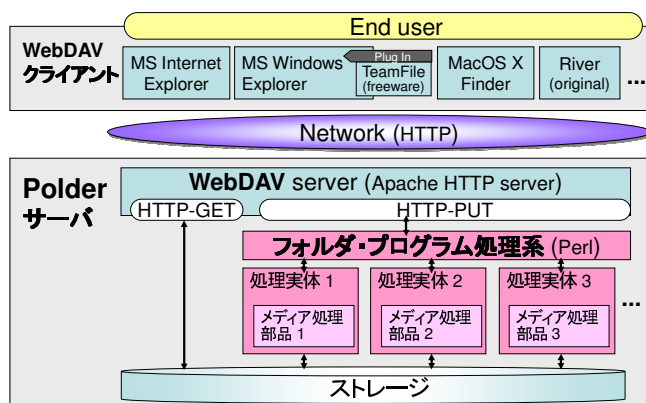 End user
WebDAV
クライアント
MS Internet
Explorer
MS Windows
Explorer
Plug In
TeamFile
(freeware)
MacOS X
Finder
River
(original)
...
Network (HTTP)
Polder
サーバ
WebDAV server (Apache HTTP server)
HTTP-GET
HTTP-PUT
フォルダ・プログラム処理系 (Perl)
処理実体 1
メディア処理
部品 1
処理実体 2
メディア処理
部品 2
処理実体 3
メディア処理
部品 3
...
ストレージ